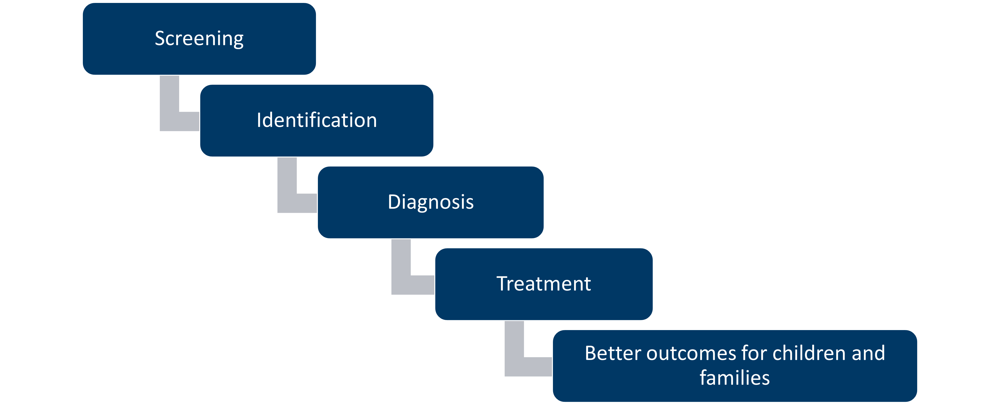 Screening
Identification
Diagnosis
Treatment
Better outcomes for children and
families